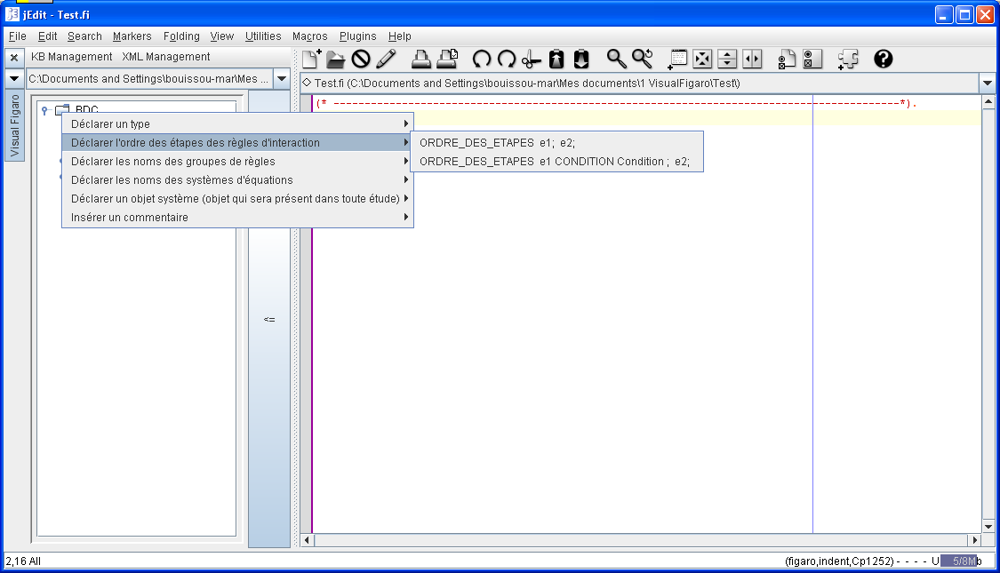 jEdit - Test.fi
File Edit Search Markers Folding View Utilities Macros Plugins Help
KB Management XML Management
C:\Documents and Settings\bouissou-mar\Mes ...
Test.fi (C:\Documents and Settings\bouissou-mar\Mes documents\1 VisualFigaro\Test\)
Visual Figaro
BDC
(* ------------------------------------------------------------------------------------*).
Déclarer un type
Déclarer l'ordre des étapes des règles d'interaction
ORDRE_DES_ETAPES e1; e2;
Déclarer les noms des groupes de règles
ORDRE_DES_ETAPES e1 CONDITION Condition ; e2;
Déclarer les noms des systèmes d'équations
Déclarer un objet système (objet qui sera présent dans toute étude)
Insérer un commentaire
<=
2,16 All
(figaro,indent,Cp1252) - - - - U 5/8Mb